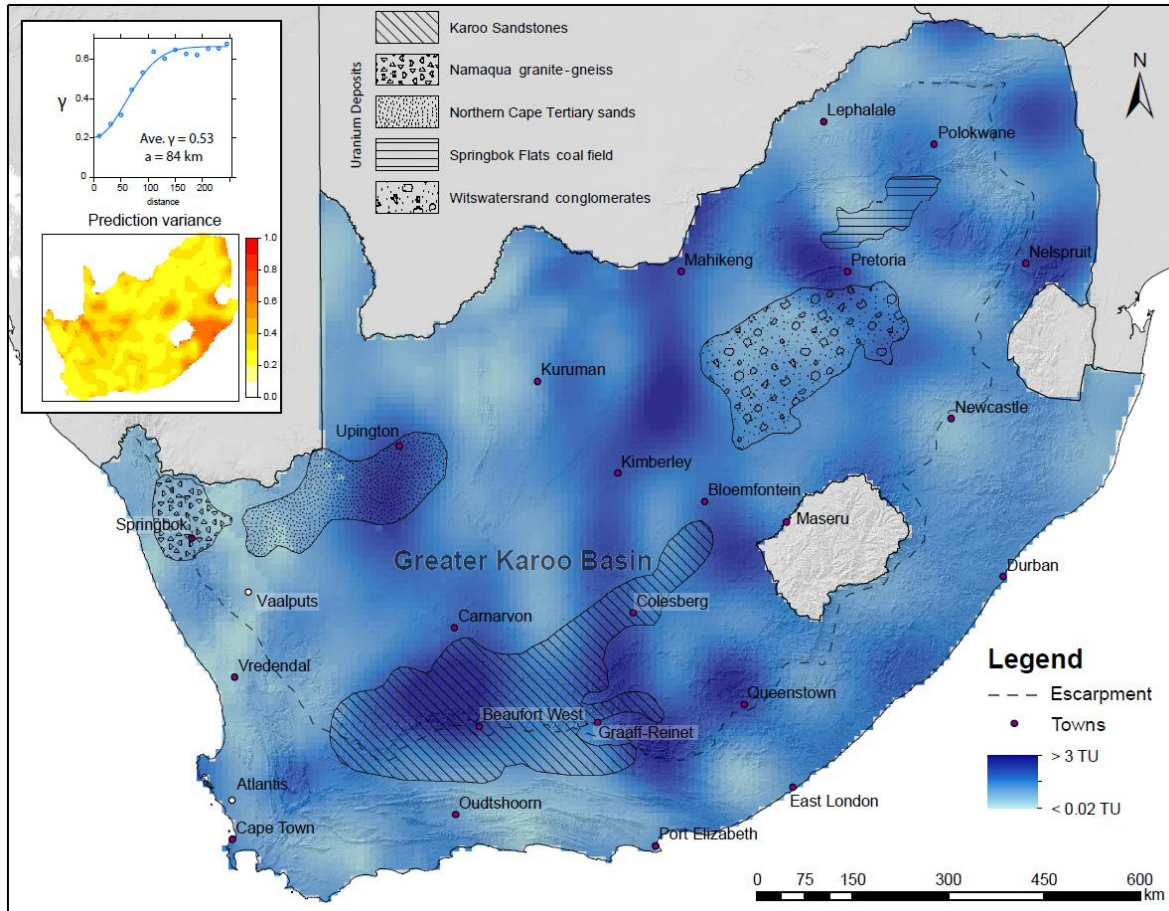 0.6
γ
0.4
0.2
0
Ave. γ = 0.53
a = 84 km
0 50 100 150 200
distance
Prediction variance
1.0
0.8
0.6
0.4
0.2
0.0
Uranium Deposits
Karoo Sandstones
Namaqua granite-gneiss
Northern Cape Tertiary sands
Springbok Flats coal field
Witswatersrand conglomerates
N
Lephalale
Polokwane
Mahikeng
Pretoria
Nelspruit
Kuruman
Newcastle
Upington
Kimberley
Bloemfontein
Maseru
Springbok
Greater Karoo Basin
Durban
Vaalputs
Colesberg
Carnarvon
Vredendal
Queenstown
Beaufort West
Graaff-Reinet
Atlantis
Oudtshoorn
East London
Cape Town
Port Elizabeth
Legend
Escarpment
Towns
> 3 TU
< 0.02 TU
0 75 150 300 450 600
km